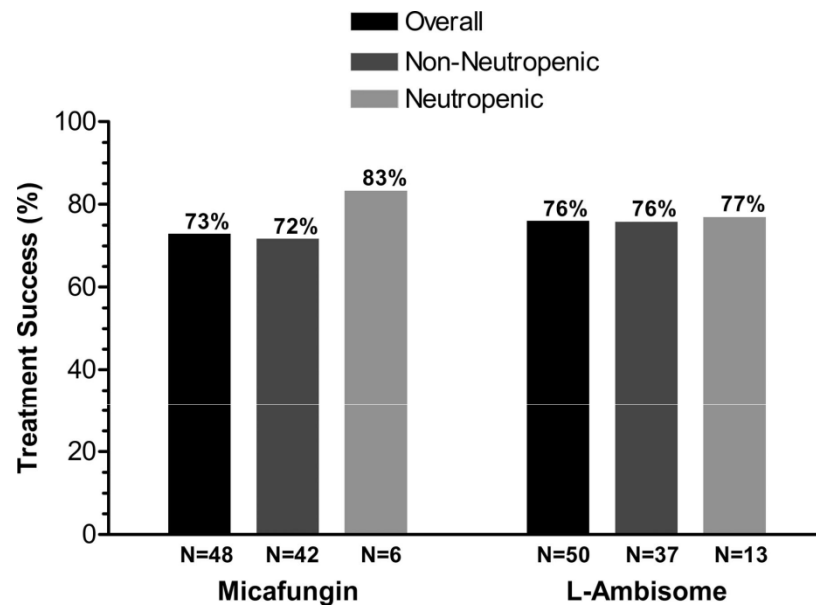 Overall
Non-Neutropenic
Neutropenic
Treatment Success (%)
100
80
60
40
20
0
73%
72%
83%
76%
76%
77%
N=48 N=42 N=6 N=50 N=37 N=13
Micafungin L-Ambisome